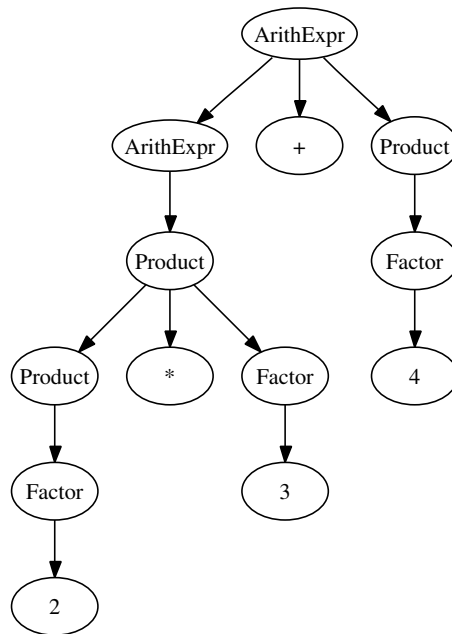 ArithExpr
ArithExpr + Product
Product Factor
Product * Factor 4
Factor 3
2